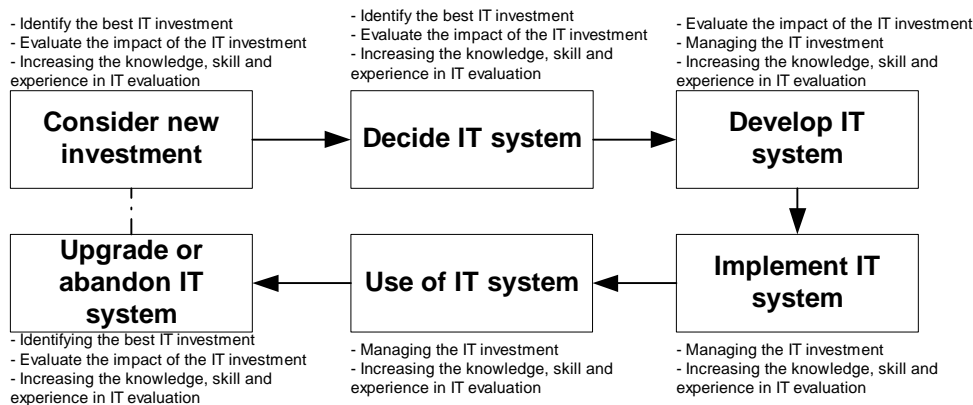 - Identify the best IT investment
- Evaluate the impact of the IT investment
- Increasing the knowledge, skill and
experience in IT evaluation
- Identify the best IT investment
- Evaluate the impact of the IT investment
- Increasing the knowledge, skill and
experience in IT evaluation
- Evaluate the impact of the IT investment
- Managing the IT investment
- Increasing the knowledge, skill and
experience in IT evaluation
Consider new
investment
Decide IT system
Develop IT
system
Upgrade or
abandon IT
system
Use of IT system
Implement IT
system
- Identifying the best IT investment
- Evaluate the impact of the IT investment
- Increasing the knowledge, skill and
experience in IT evaluation
- Managing the IT investment
- Increasing the knowledge, skill and
experience in IT evaluation
- Managing the IT investment
- Increasing the knowledge, skill and
experience in IT evaluation